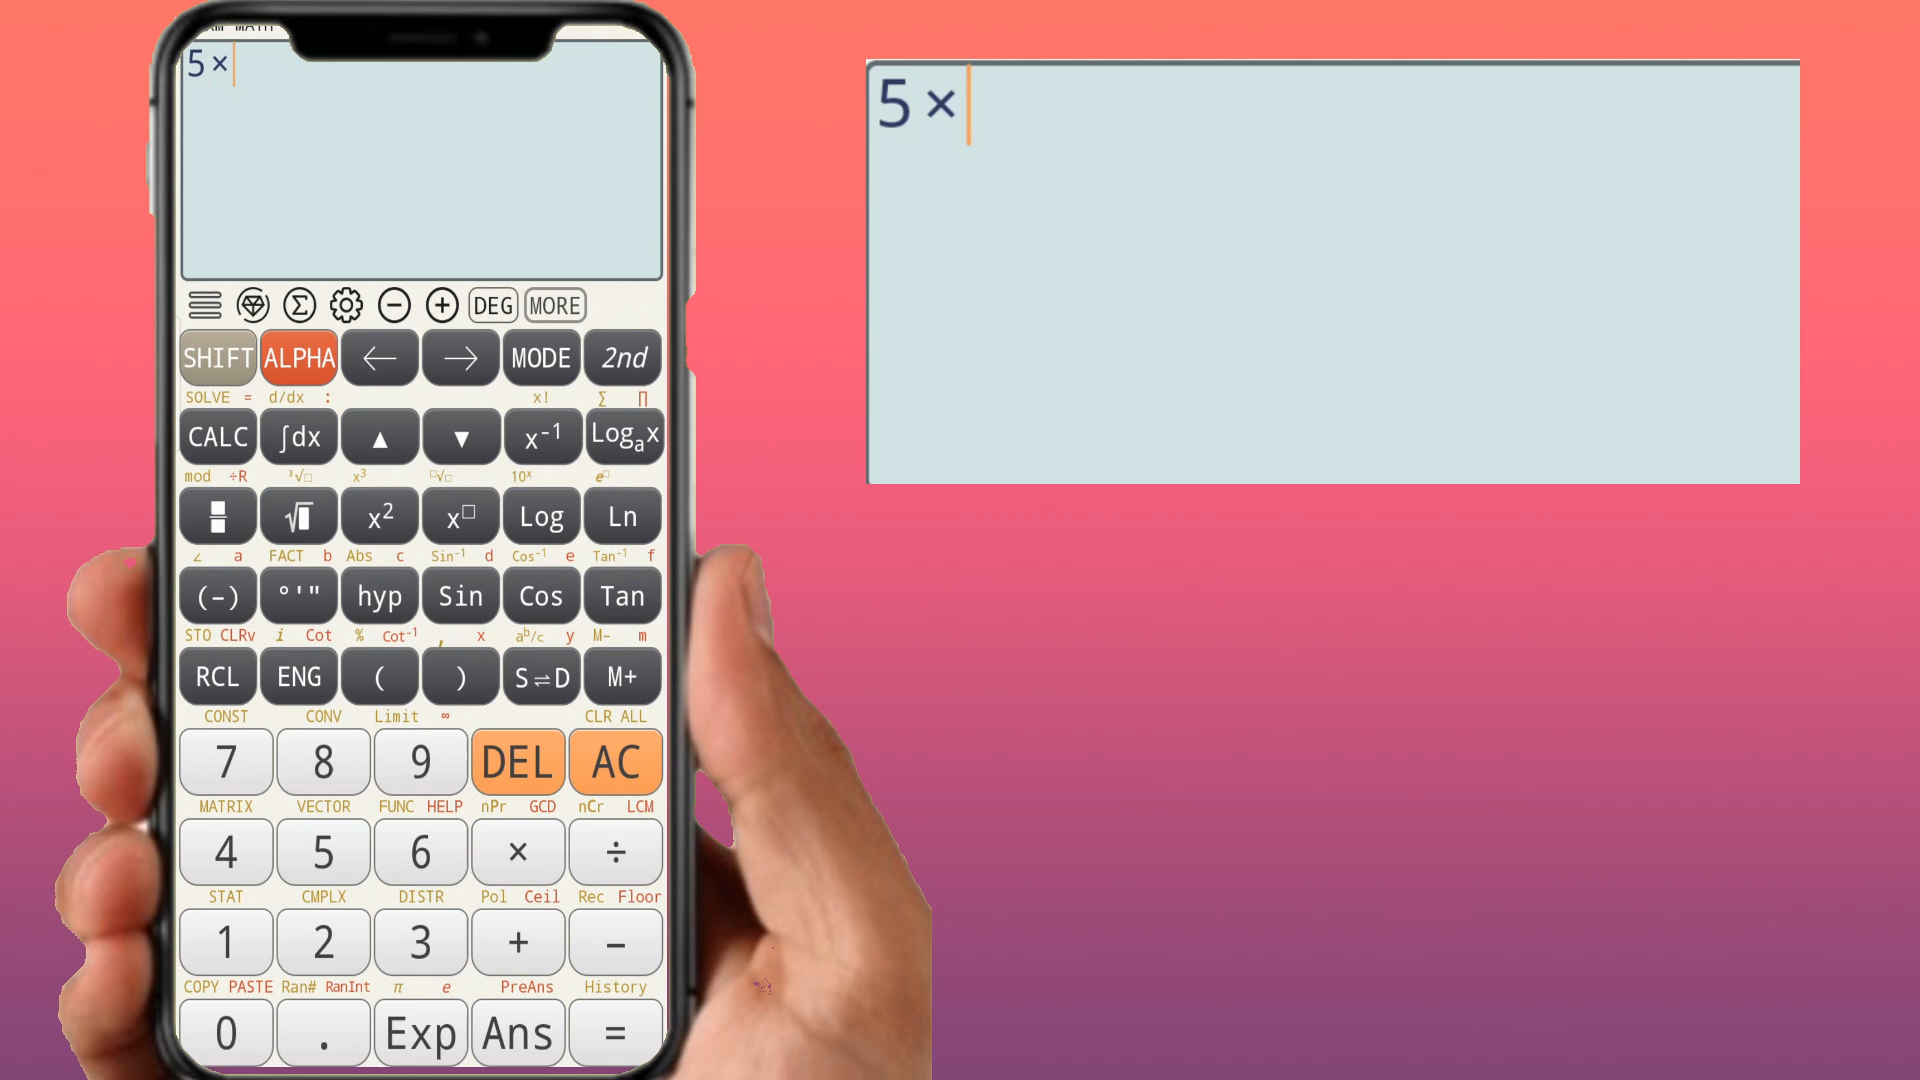 MATH
5×
5×
DEG MORE
SHIFT ALPHA ← → MODE 2nd
SOLVE = d/dx : x! ∑ ∏
CALC ∫dx ▲ ▼ x⁻¹ Logₐx
mod ÷R ³√□ x³ □√□ 10ˣ e□
√ x² x□ Log Ln
∠ a FACT b Abs c Sin⁻¹ d Cos⁻¹ e Tan⁻¹ f
(−) °'" hyp Sin Cos Tan
STO CLRv i Cot % Cot⁻¹ , x aᵇ/c y M− m
RCL ENG ( ) S⇌D M+
CONST CONV Limit ∞ CLR ALL
7 8 9 DEL AC
MATRIX VECTOR FUNC HELP nPr GCD nCr LCM
4 5 6 × ÷
STAT CMPLX DISTR Pol Ceil Rec Floor
1 2 3 + −
COPY PASTE Ran# RanInt π e PreAns History
0 . Exp Ans =